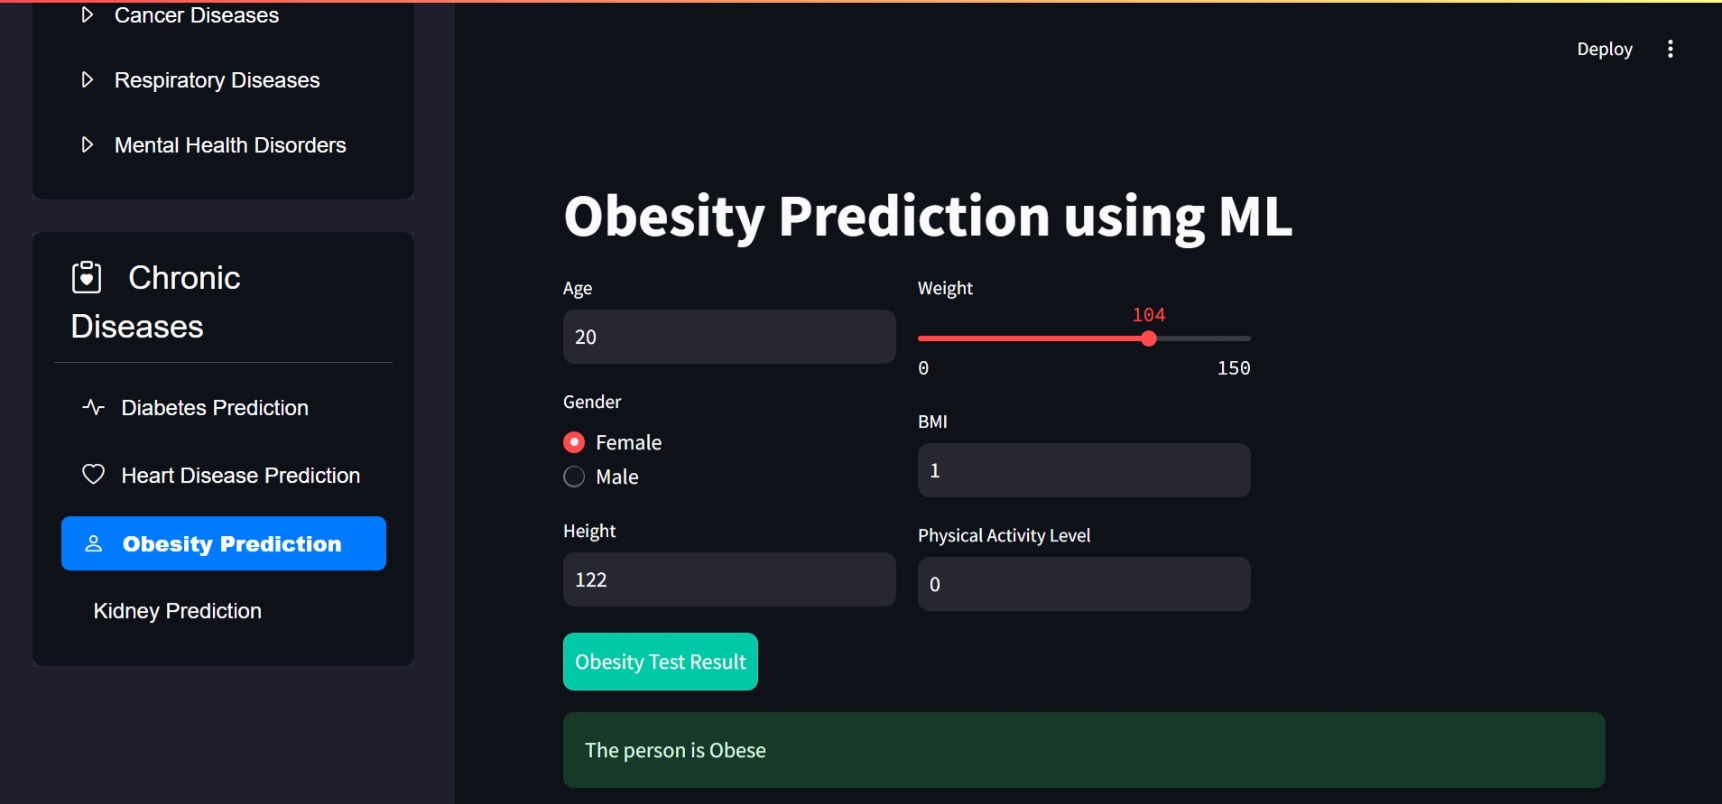 Cancer Diseases
Respiratory Diseases
Mental Health Disorders
Chronic
Diseases
Diabetes Prediction
Heart Disease Prediction
Obesity Prediction
Kidney Prediction
Deploy
Obesity Prediction using ML
Age
20
Gender
Female
Male
Height
122
Weight
104
0 150
BMI
1
Physical Activity Level
0
Obesity Test Result
The person is Obese